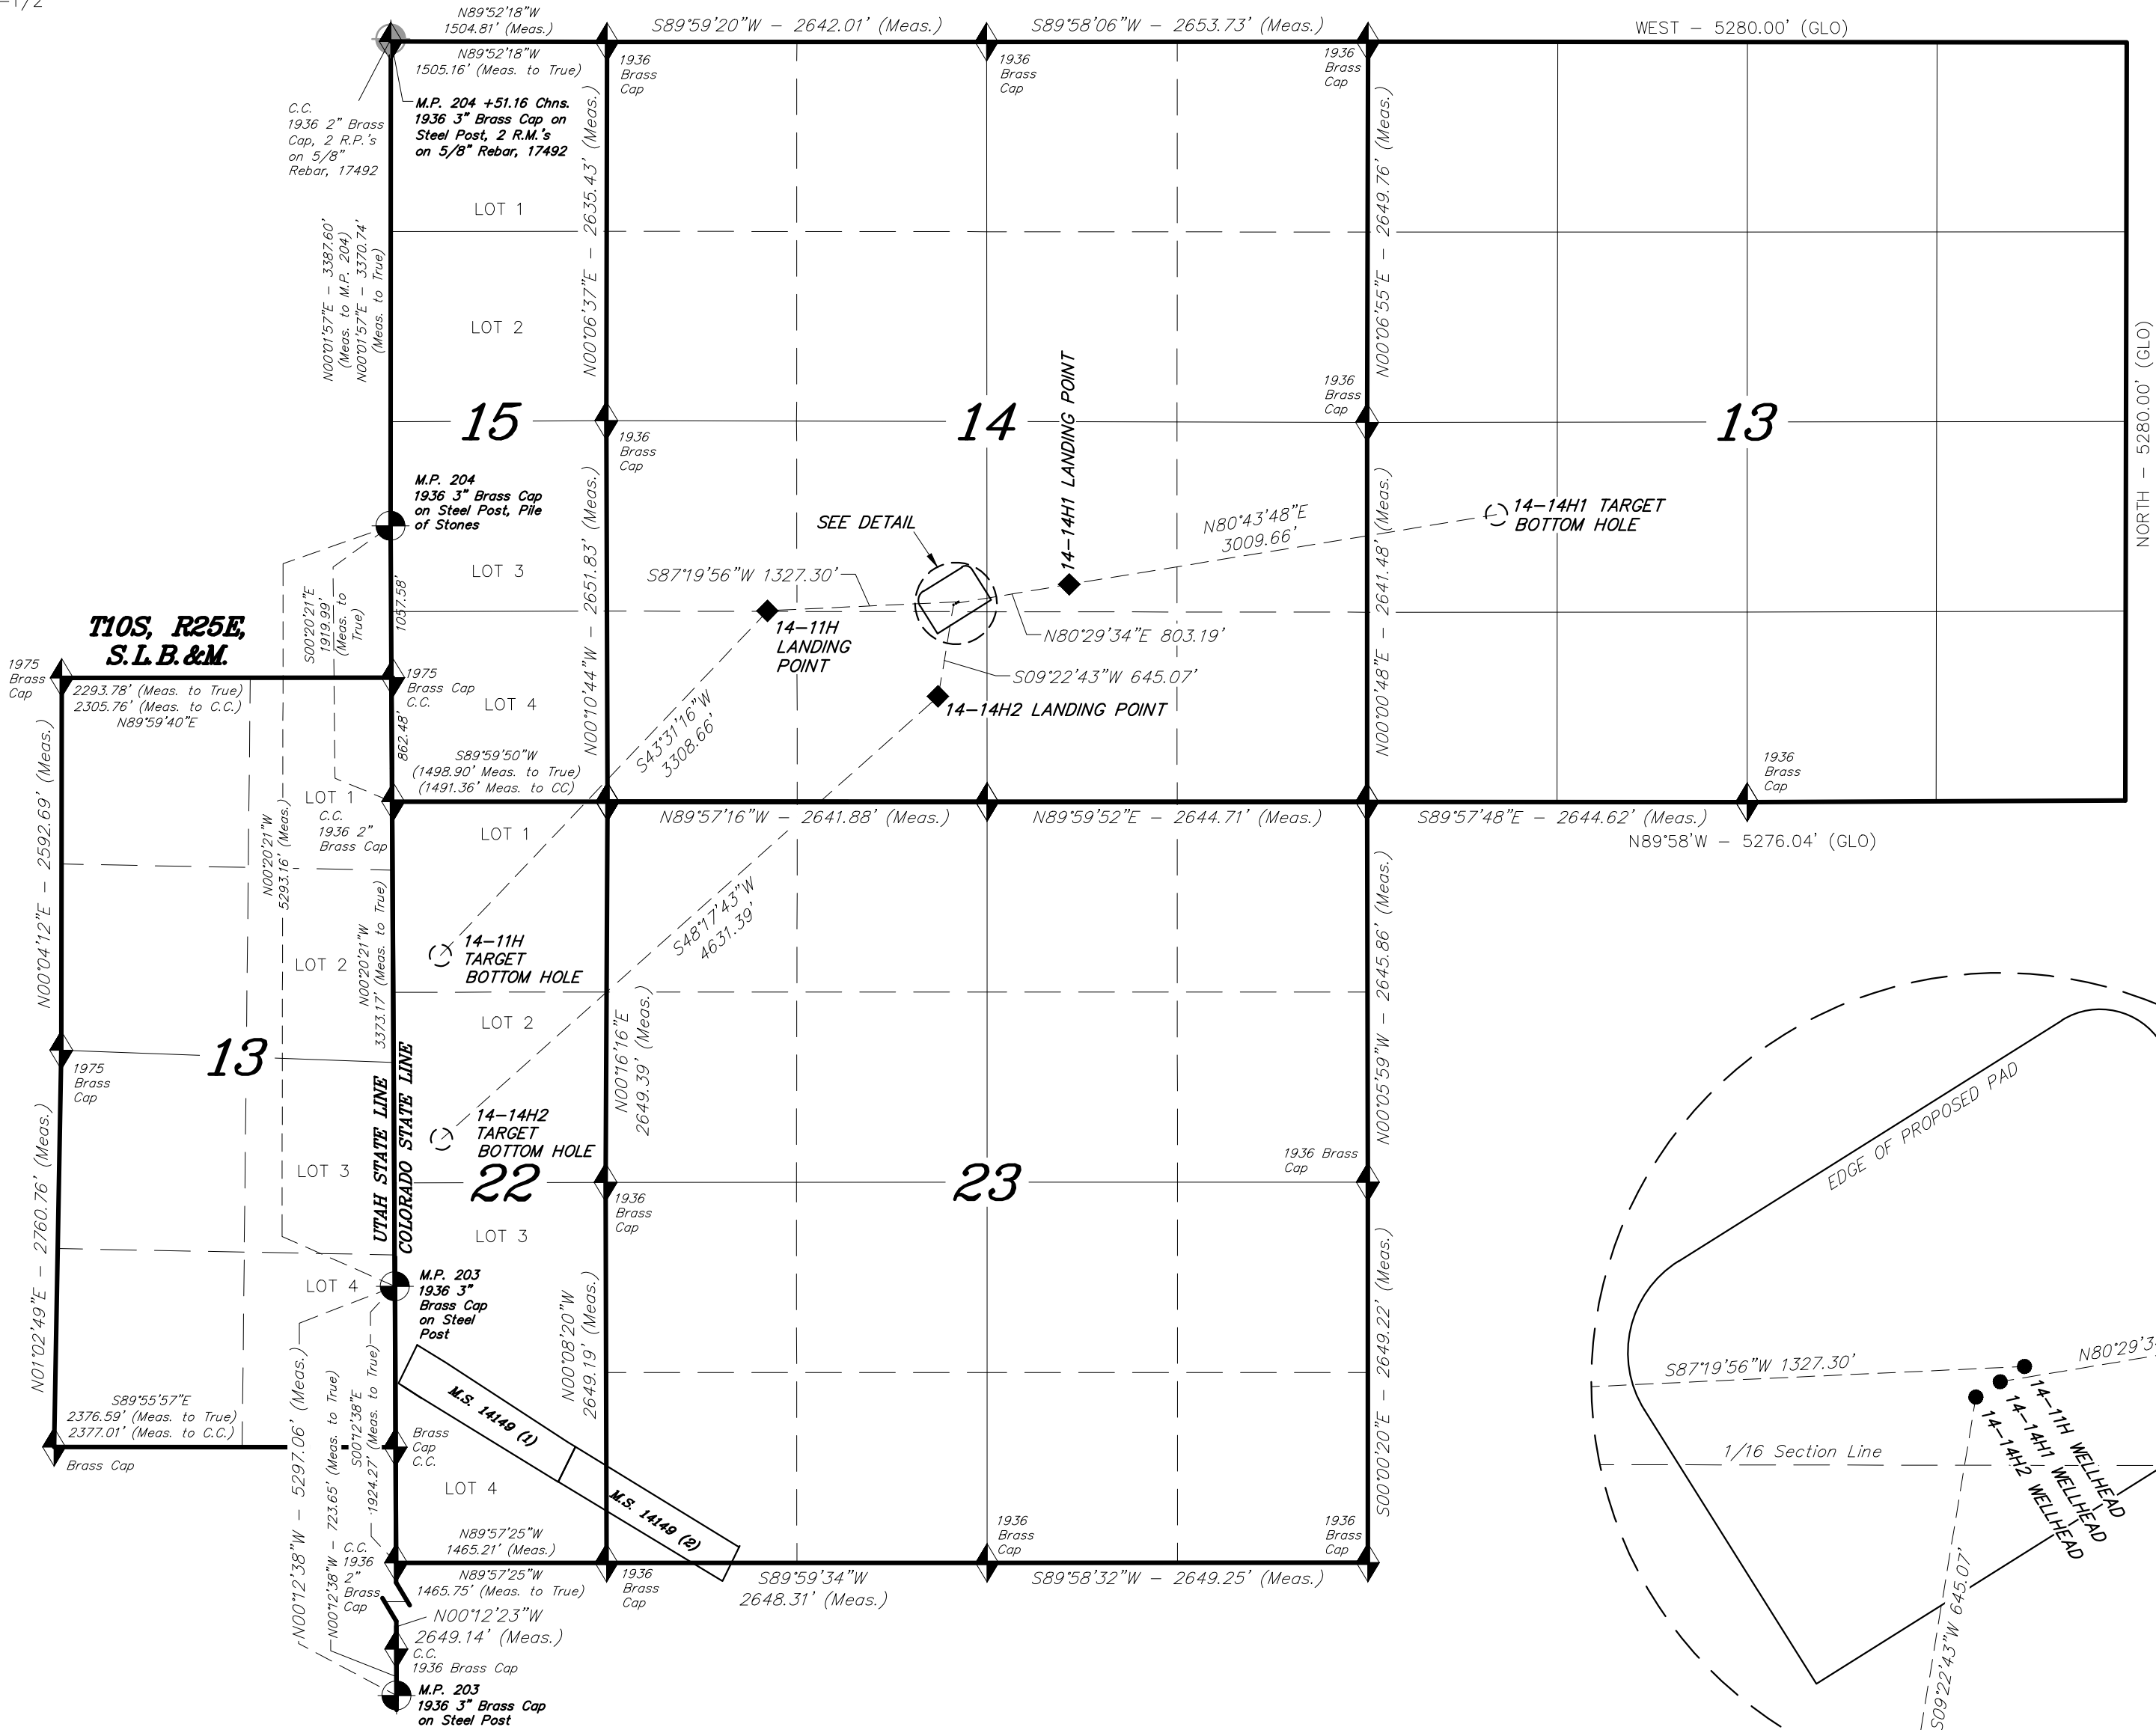 -1/2
N89°52'18"W
1504.81' (Meas.)
S89°59'20"W - 2642.01' (Meas.)
S89°58'06"W - 2653.73' (Meas.)
WEST - 5280.00' (GLO)
N89°52'18"W
1505.16' (Meas. to True)
1936
Brass
Cap
1936
Brass
Cap
1936
Brass
Cap
C.C.
1936 2" Brass
Cap, 2 R.P.'s
on 5/8"
Rebar, 17492
M.P. 204 +51.16 Chns.
1936 3" Brass Cap on
Steel Post, 2 R.M.'s
on 5/8" Rebar, 17492
N00°01'57"E - 3387.60'
(Meas. to M.P. 204)
N00°01'57"E - 3370.74'
(Meas. to True)
LOT 1
LOT 2
N00°06'37"E - 2635.43' (Meas.)
N00°06'55"E - 2649.76' (Meas.)
NORTH - 5280.00' (GLO)
15
14
13
1936
Brass
Cap
1936
Brass
Cap
14-14H1 LANDING POINT
M.P. 204
1936 3" Brass Cap
on Steel Post, Pile
of Stones
SEE DETAIL
N80°43'48"E
3009.66'
14-14H1 TARGET
BOTTOM HOLE
LOT 3
S87°19'56"W 1327.30'
N00°10'44"W - 2651.83' (Meas.)
N00°00'48"E - 2641.48' (Meas.)
S00°20'21"E
1919.99'
(Meas. to
True)
1057.58'
T10S, R25E,
S.L.B.&M.
14-11H
LANDING
POINT
N80°29'34"E 803.19'
S09°22'43"W 645.07'
14-14H2 LANDING POINT
1975
Brass
Cap
2293.78' (Meas. to True)
2305.76' (Meas. to C.C.)
N89°59'40"E
1975
Brass Cap
C.C.
LOT 4
862.48'
S43°31'16"W
3308.66'
S89°59'50"W
(1498.90' Meas. to True)
(1491.36' Meas. to CC)
1936
Brass
Cap
LOT 1
C.C.
1936 2"
Brass Cap
N89°57'16"W - 2641.88' (Meas.)
N89°59'52"E - 2644.71' (Meas.)
S89°57'48"E - 2644.62' (Meas.)
N89°58'W - 5276.04' (GLO)
LOT 1
N00°04'12"E - 2592.69' (Meas.)
N00°20'21"W
5293.16' (Meas.)
N00°20'21"W
3373.17' (Meas. to True)
S48°17'43"W
4631.39'
14-11H
TARGET
BOTTOM HOLE
LOT 2
LOT 2
N00°16'16"E
2649.39' (Meas.)
N00°05'59"W - 2645.86' (Meas.)
13
1975
Brass
Cap
UTAH STATE LINE
COLORADO STATE LINE
14-14H2
TARGET
BOTTOM HOLE
LOT 3
22
23
1936 Brass
Cap
1936
Brass
Cap
LOT 3
N01°02'49"E - 2760.76' (Meas.)
LOT 4
M.P. 203
1936 3"
Brass Cap
on Steel
Post
N00°08'20"W
2649.19' (Meas.)
S00°00'20"E - 2649.22' (Meas.)
M.S. 14149 (1)
M.S. 14149 (2)
S89°55'57"E
2376.59' (Meas. to True)
2377.01' (Meas. to C.C.)
Brass Cap
Brass
Cap
C.C.
N00°12'38"W - 5297.06' (Meas.)
N00°12'38"W - 723.65' (Meas. to True)
S00°12'38"E
1924.27' (Meas. to True)
LOT 4
N89°57'25"W
1465.21' (Meas.)
C.C.
1936
2"
Brass
Cap
N89°57'25"W
1465.75' (Meas. to True)
1936
Brass
Cap
1936
Brass
Cap
1936
Brass
Cap
S89°59'34"W
2648.31' (Meas.)
S89°58'32"W - 2649.25' (Meas.)
N00°12'23"W
2649.14' (Meas.)
C.C.
1936 Brass Cap
M.P. 203
1936 3" Brass Cap
on Steel Post
EDGE OF PROPOSED PAD
S87°19'56"W 1327.30'
N80°29'3
14-11H WELLHEAD
14-14H1 WELLHEAD
14-14H2 WELLHEAD
1/16 Section Line
S09°22'43"W 645.07'